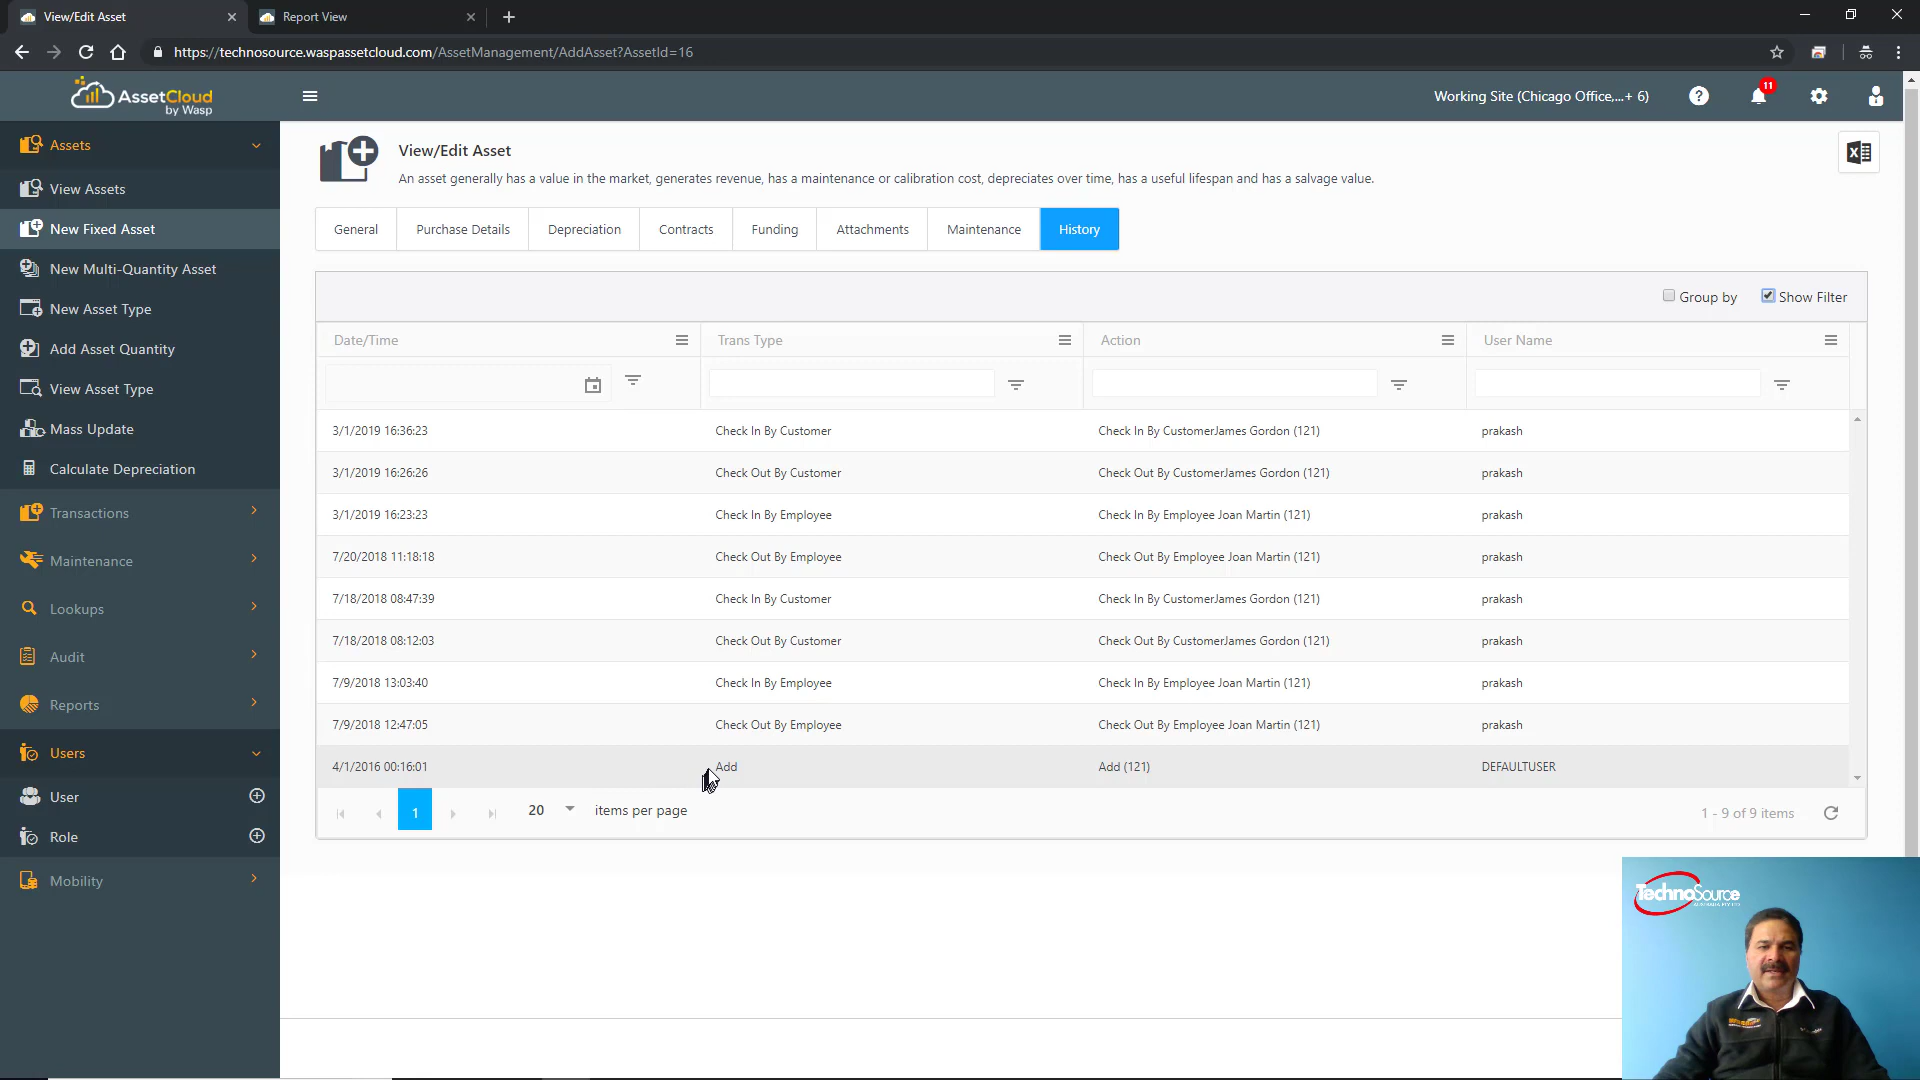 View/Edit Asset
Report View
https://technosource.waspassetcloud.com/AssetManagement/AddAsset?AssetId=16
AssetCloud
by Wasp
Working Site (Chicago Office,...+ 6)
11
Assets
View Assets
New Fixed Asset
New Multi-Quantity Asset
New Asset Type
Add Asset Quantity
View Asset Type
Mass Update
Calculate Depreciation
Transactions
Maintenance
Lookups
Audit
Reports
Users
User
Role
Mobility
View/Edit Asset
An asset generally has a value in the market, generates revenue, has a maintenance or calibration cost, depreciates over time, has a useful lifespan and has a salvage value.
General Purchase Details Depreciation Contracts Funding Attachments Maintenance History
Group by Show Filter
Date/Time Trans Type Action User Name
3/1/2019 16:36:23 Check In By Customer Check In By CustomerJames Gordon (121) prakash
3/1/2019 16:26:26 Check Out By Customer Check Out By CustomerJames Gordon (121) prakash
3/1/2019 16:23:23 Check In By Employee Check In By Employee Joan Martin (121) prakash
7/20/2018 11:18:18 Check Out By Employee Check Out By Employee Joan Martin (121) prakash
7/18/2018 08:47:39 Check In By Customer Check In By CustomerJames Gordon (121) prakash
7/18/2018 08:12:03 Check Out By Customer Check Out By CustomerJames Gordon (121) prakash
7/9/2018 13:03:40 Check In By Employee Check In By Employee Joan Martin (121) prakash
7/9/2018 12:47:05 Check Out By Employee Check Out By Employee Joan Martin (121) prakash
4/1/2016 00:16:01 Add Add (121) DEFAULTUSER
1 20 items per page 1 - 9 of 9 items
TechnoSource
AUSTRALIA PTY LTD